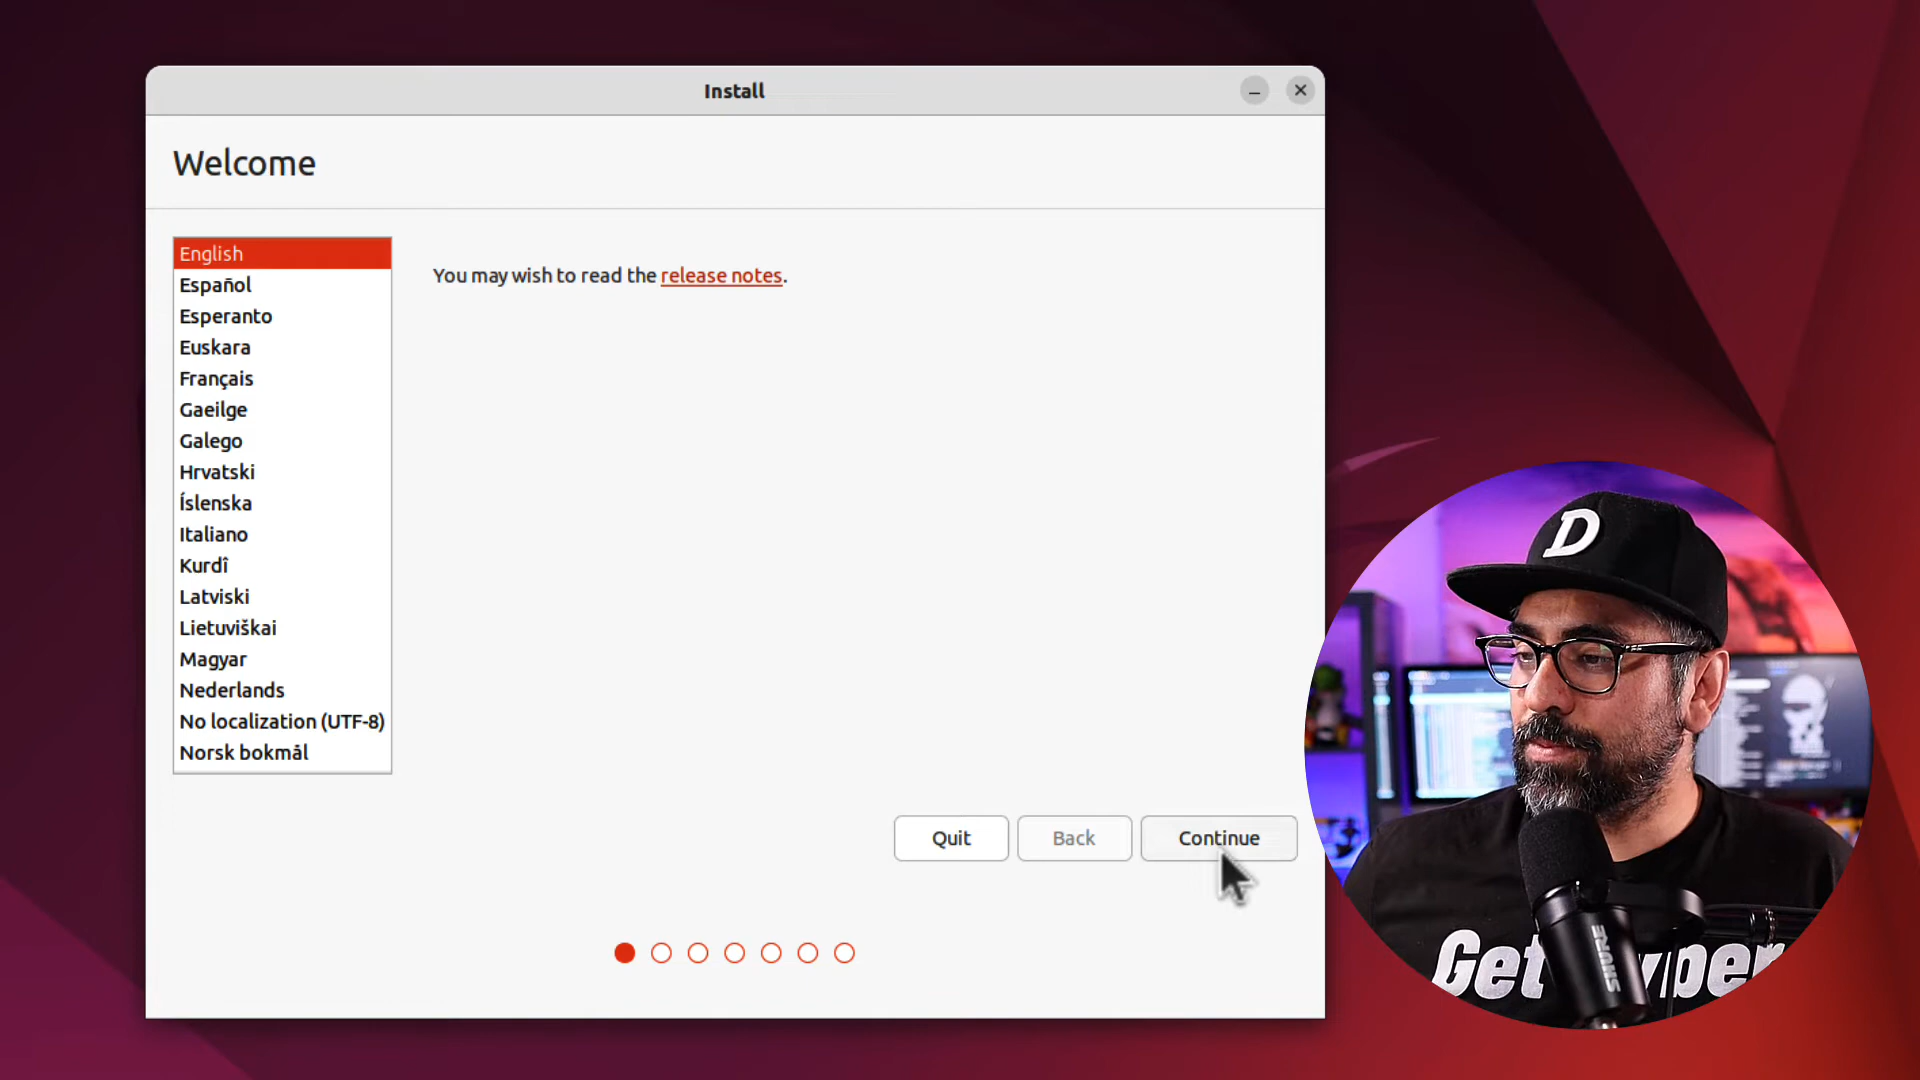 Install
Welcome
English
Español
Esperanto
Euskara
Français
Gaeilge
Galego
Hrvatski
Íslenska
Italiano
Kurdî
Latviski
Lietuviškai
Magyar
Nederlands
No localization (UTF-8)
Norsk bokmål
You may wish to read the release notes.
Quit
Back
Continue
D
SHURE
Get